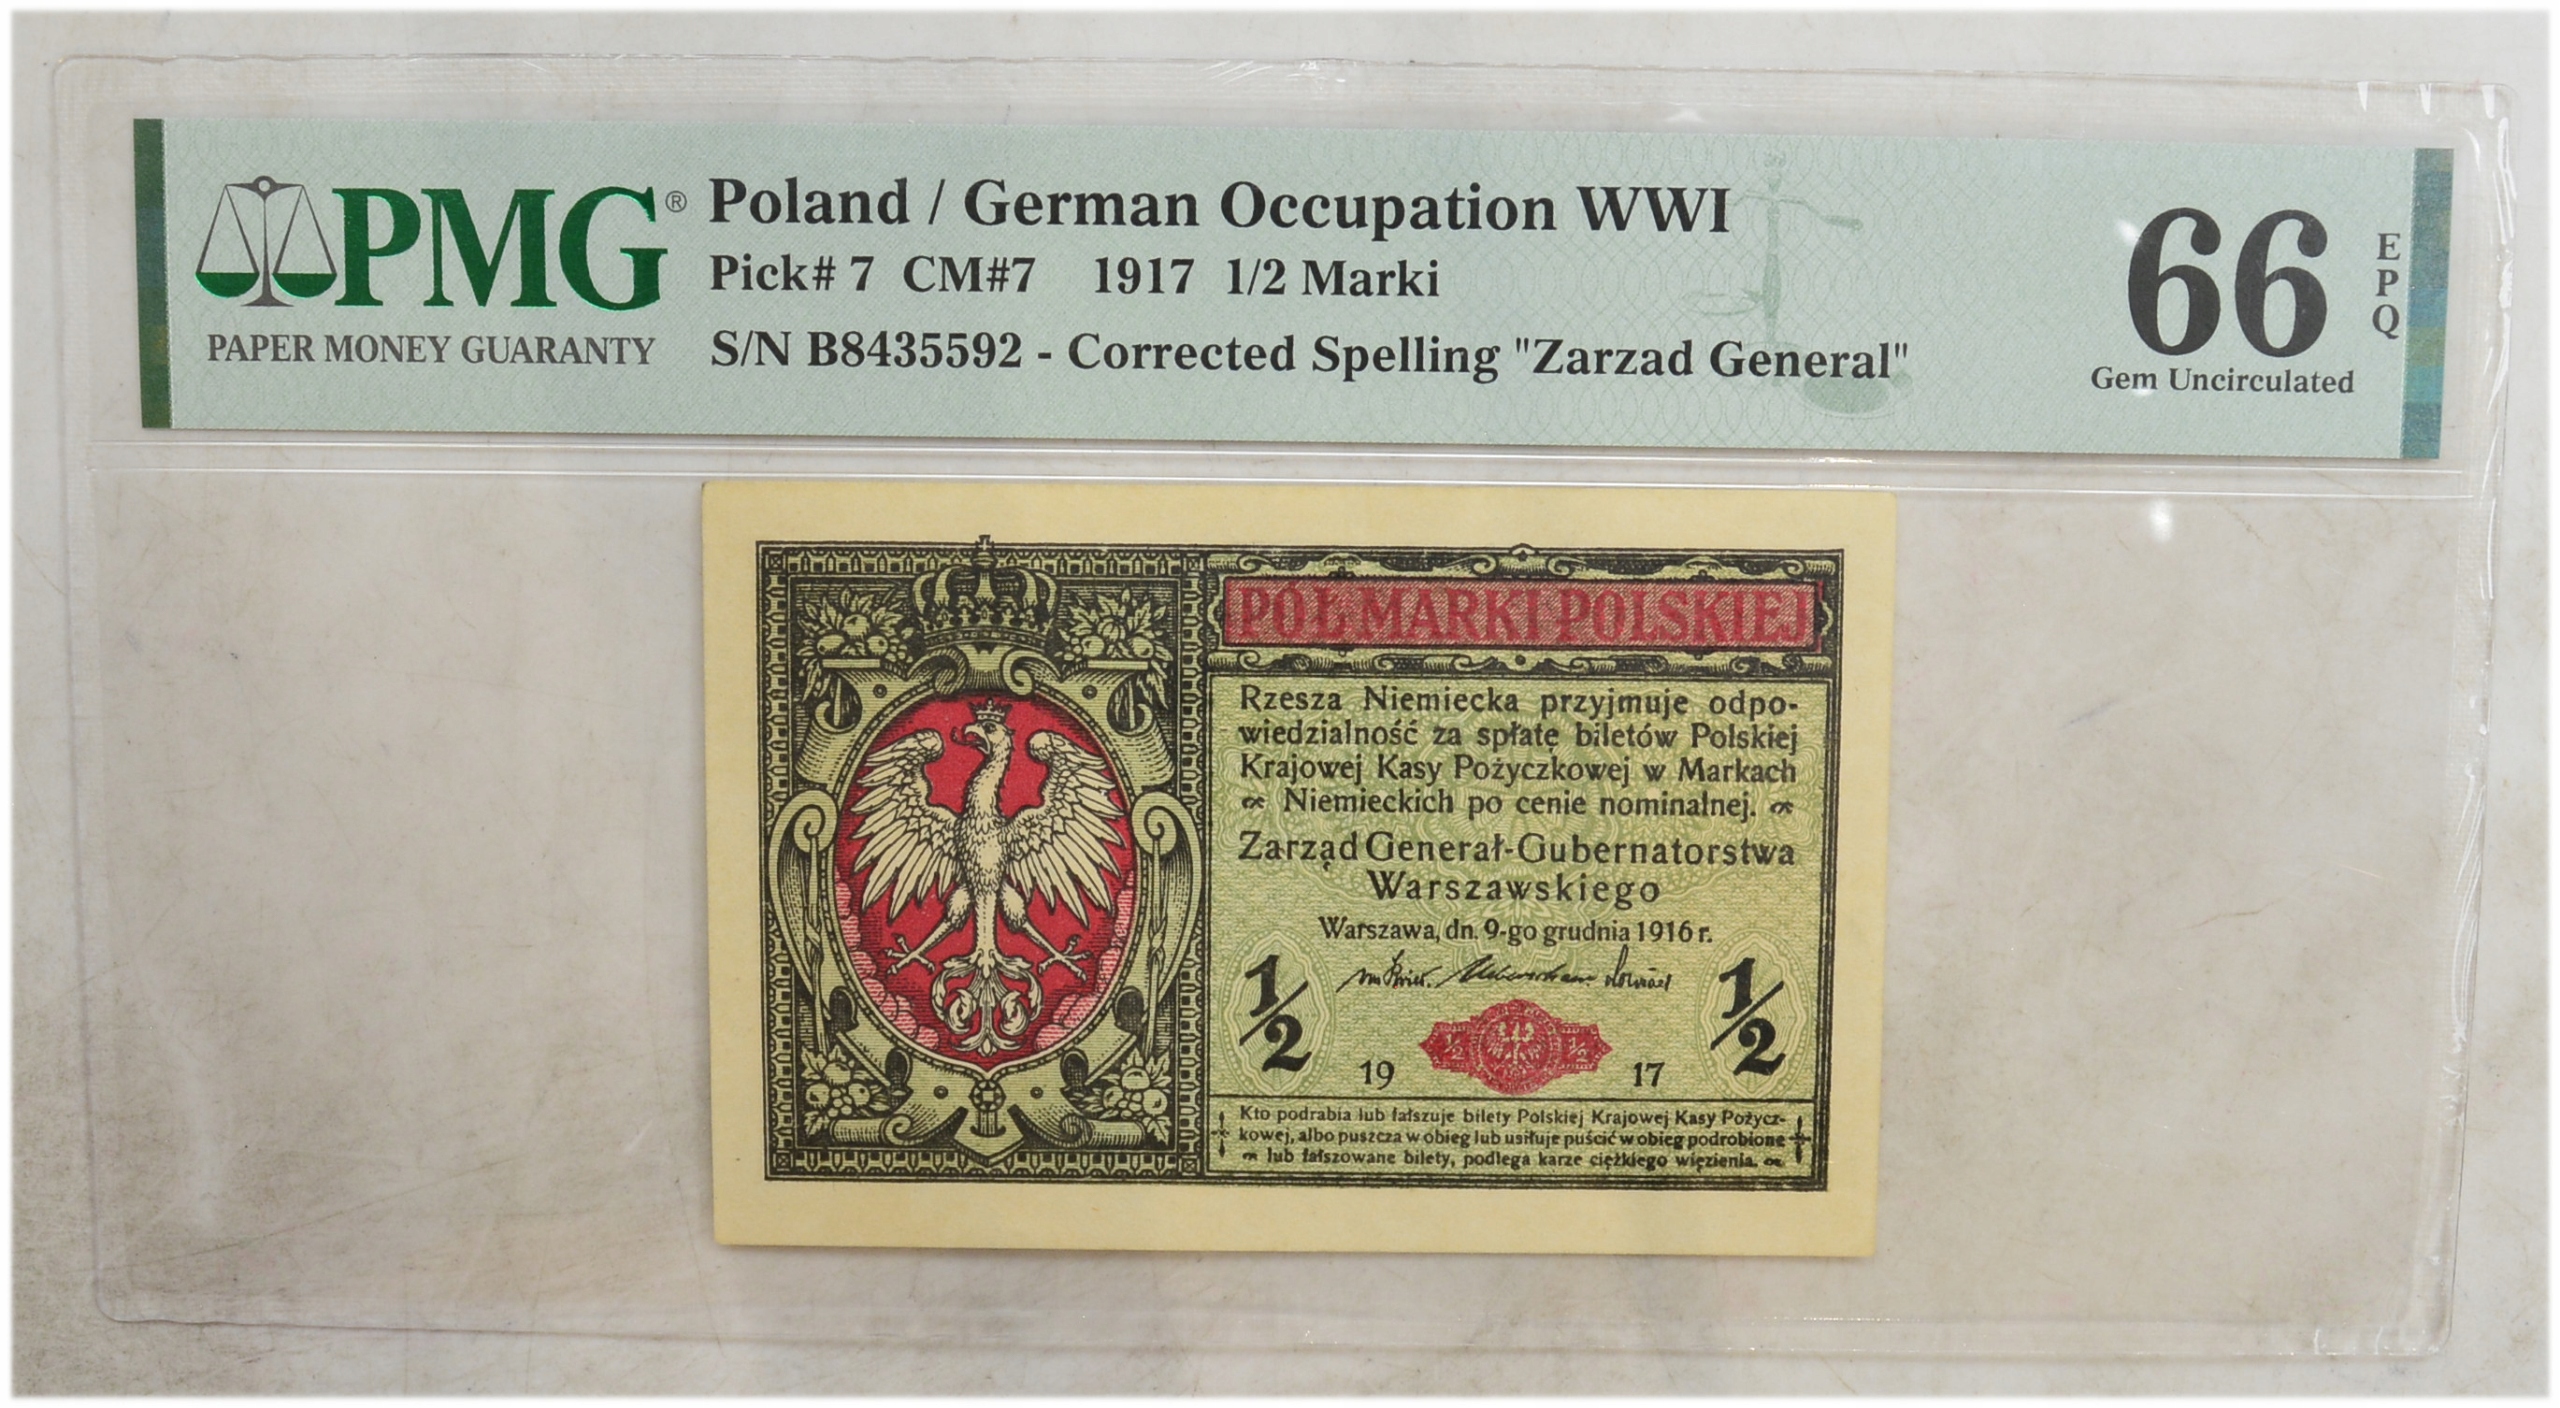 PMG®
PAPER MONEY GUARANTY
Poland / German Occupation WWI
Pick# 7 CM#7 1917 1/2 Marki
S/N B8435592 - Corrected Spelling "Zarzad General"
66
EPQ
Gem Uncirculated
PÓŁ MARKI POLSKIEJ
Rzesza Niemiecka przyjmuje odpo-
wiedzialność za spłatę biletów Polskiej
Krajowej Kasy Pożyczkowej w Markach
Niemieckich po cenie nominalnej.
Zarząd Generał-Gubernatorstwa
Warszawskiego
Warszawa, dn. 9-go grudnia 1916 r.
1/2 1/2
1/2 1/2
19 17
Kto podrabia lub fałszuje bilety Polskiej Krajowej Kasy Pożycz-
kowej, albo puszcza w obieg lub usiłuje puścić w obieg podrobione
lub fałszowane bilety, podlega karze ciężkiego więzienia.